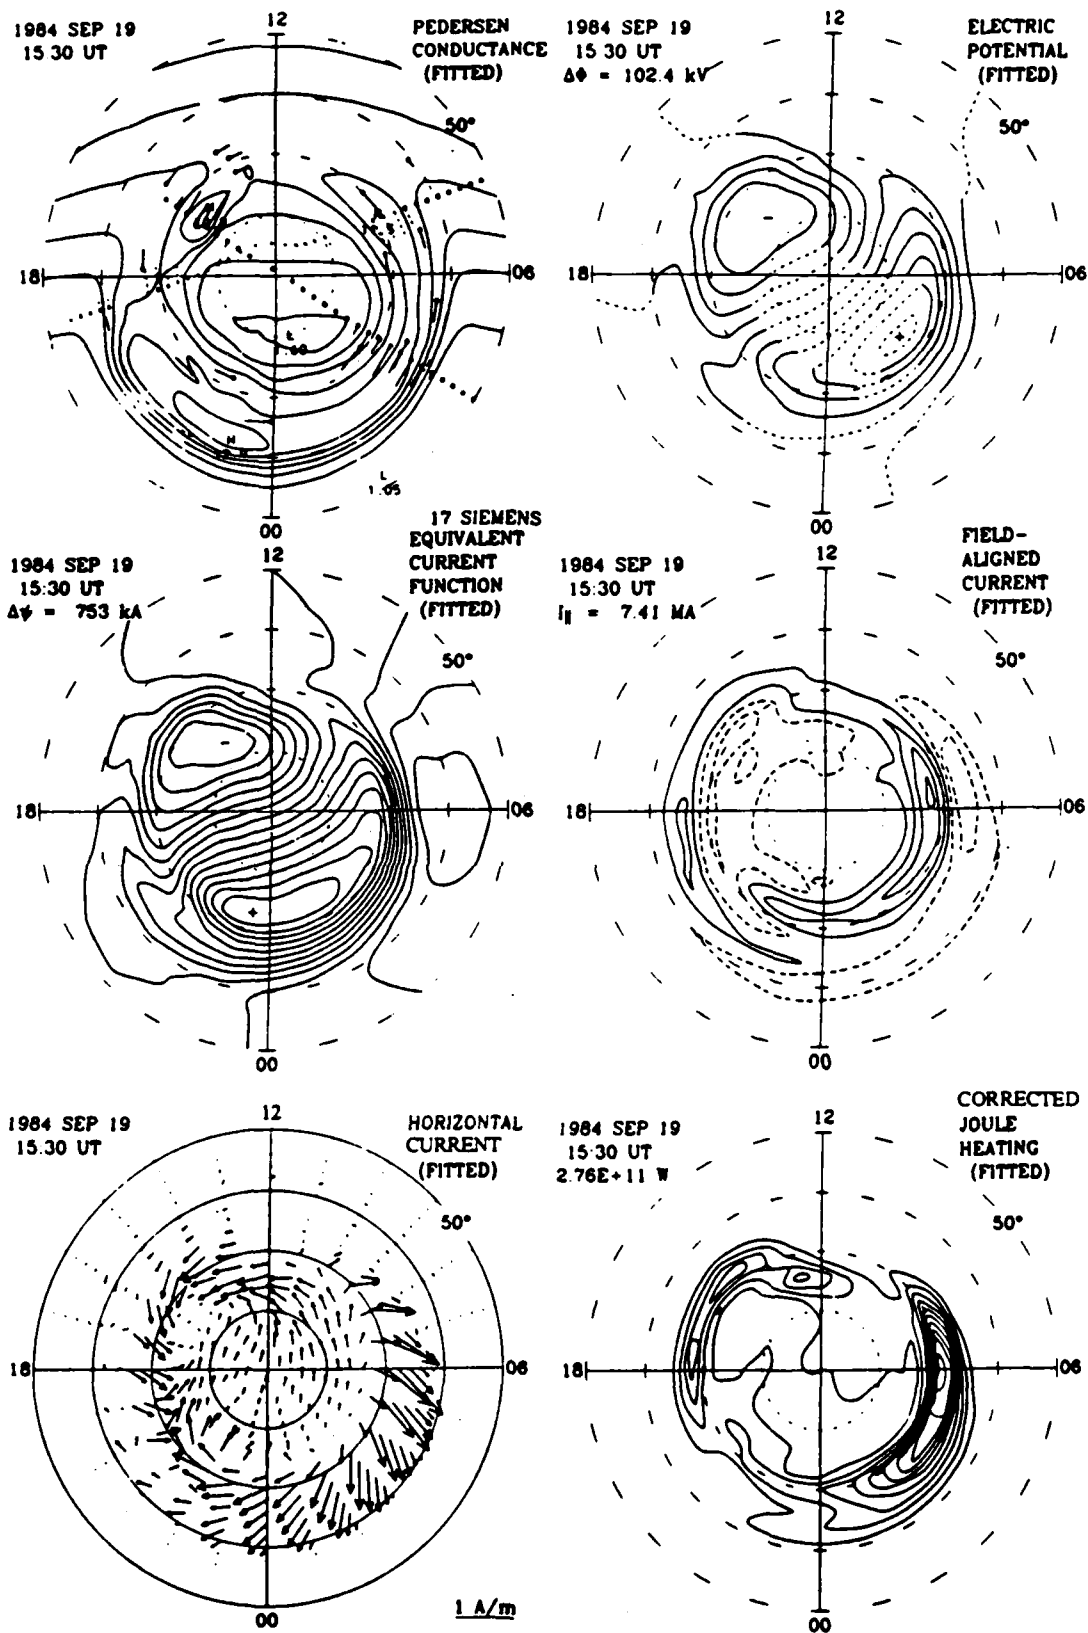 12
1984 SEP 19
15:30 UT
PEDERSEN
CONDUCTANCE
(FITTED)
50°
18
06
L
H
L
1.05
00
17 SIEMENS
12
1984 SEP 19
15:30 UT
ΔΦ = 102.4 kV
ELECTRIC
POTENTIAL
(FITTED)
50°
18
06
00
12
1984 SEP 19
15:30 UT
Δψ = 753 kA
EQUIVALENT
CURRENT
FUNCTION
(FITTED)
50°
18
06
00
12
1984 SEP 19
15:30 UT
I∥ = 7.41 MA
FIELD-
ALIGNED
CURRENT
(FITTED)
50°
18
06
00
12
1984 SEP 19
15:30 UT
HORIZONTAL
CURRENT
(FITTED)
50°
18
06
00
1 A/m
12
1984 SEP 19
15:30 UT
2.76E+11 W
CORRECTED
JOULE
HEATING
(FITTED)
50°
18
06
00